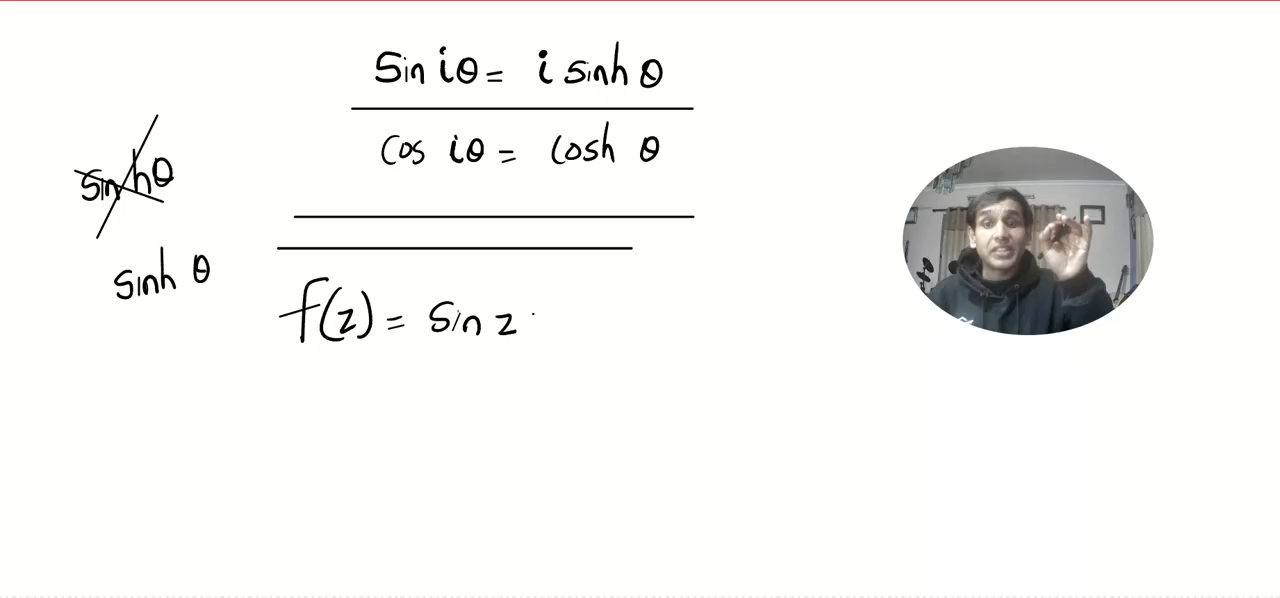 sin iθ = i sinh θ
cos iθ = cosh θ
sinhθ
sinh θ
f(z) = sin z